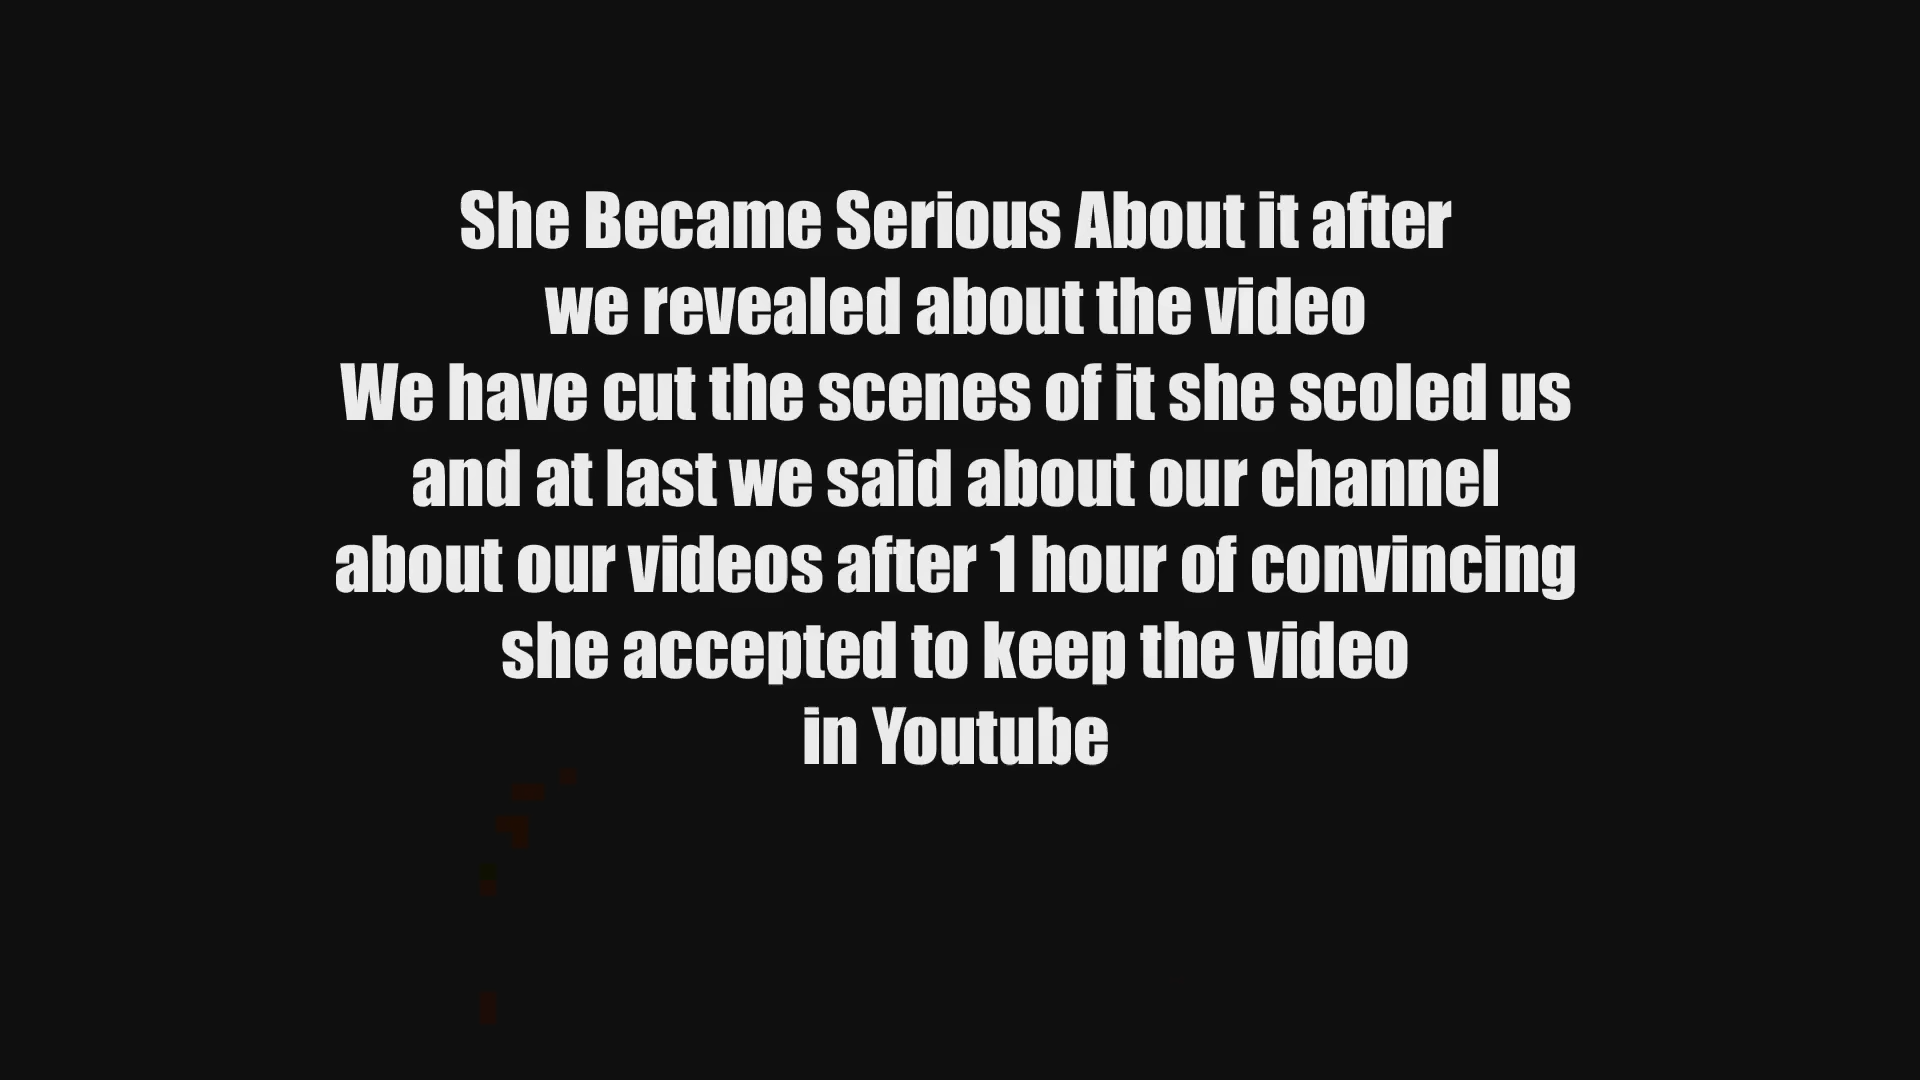 She Became Serious About it after
we revealed about the video
We have cut the scenes of it she scoled us
and at last we said about our channel
about our videos after 1 hour of convincing
she accepted to keep the video
in Youtube